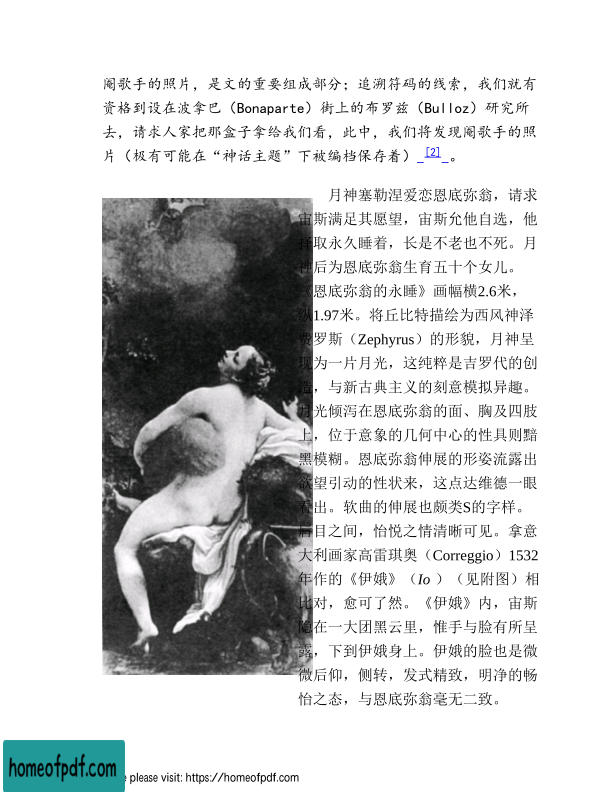 阉歌手的照片，是文的重要组成部分；追溯符码的线索，我们就有
资格到设在波拿巴（Bonaparte）街上的布罗兹（Bulloz）研究所
去，请求人家把那盒子拿给我们看，此中，我们将发现阉歌手的照
片（极有可能在“神话主题”下被编档保存着）[2]。
月神塞勒涅爱恋恩底弥翁，请求
宙斯满足其愿望，宙斯允他自选，他
择取永久睡着，长是不老也不死。月
神后为恩底弥翁生育五十个女儿。
《恩底弥翁的永睡》画幅横2.6米，
纵1.97米。将丘比特描绘为西风神泽
费罗斯（Zephyrus）的形貌，月神呈
现为一片月光，这纯粹是吉罗代的创
造，与新古典主义的刻意模拟异趣。
月光倾泻在恩底弥翁的面、胸及四肢
上，位于意象的几何中心的性具则黯
黑模糊。恩底弥翁伸展的形姿流露出
欲望引动的性状来，这点达维德一眼
看出。软曲的伸展也颇类S的字样。
眉目之间，怡悦之情清晰可见。拿意
大利画家高雷琪奥（Correggio）1532
年作的《伊娥》（Io ）（见附图）相
比对，愈可了然。《伊娥》内，宙斯
隐在一大团黑云里，惟手与脸有所呈
露，下到伊娥身上。伊娥的脸也是微
微后仰，侧转，发式精致，明净的畅
怡之态，与恩底弥翁毫无二致。
homeofpdf.com
e please visit: https://homeofpdf.com